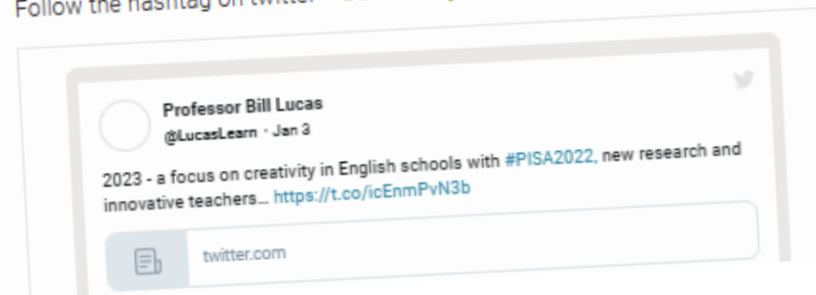 Follow the hashtag on twitter
Professor Bill Lucas
@LucasLearn · Jan 3
2023 - a focus on creativity in English schools with #PISA2022, new research and
innovative teachers... https://t.co/icEnmPvN3b
twitter.com